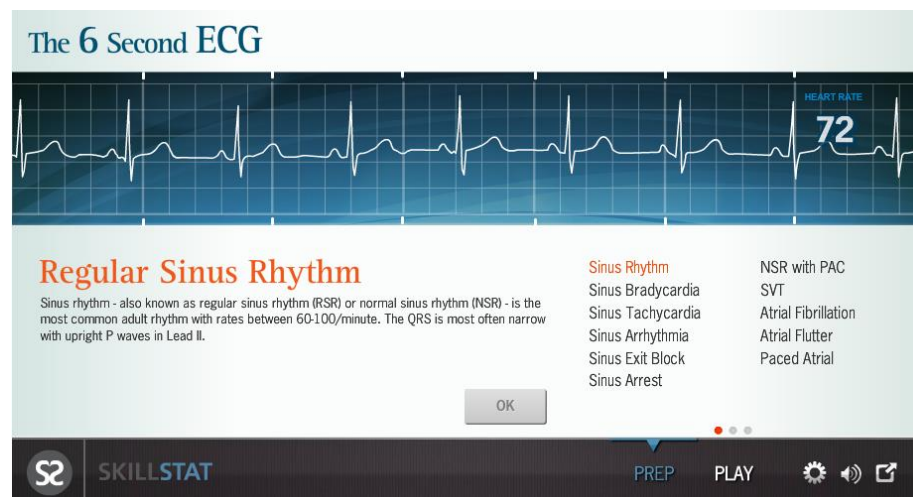 The 6 Second ECG
HEART RATE
72
Regular Sinus Rhythm
Sinus rhythm - also known as regular sinus rhythm (RSR) or normal sinus rhythm (NSR) - is the
most common adult rhythm with rates between 60-100/minute. The QRS is most often narrow
with upright P waves in Lead II.
OK
Sinus Rhythm
Sinus Bradycardia
Sinus Tachycardia
Sinus Arrhythmia
Sinus Exit Block
Sinus Arrest
NSR with PAC
SVT
Atrial Fibrillation
Atrial Flutter
Paced Atrial
S2
SKILLSTAT
PREP
PLAY